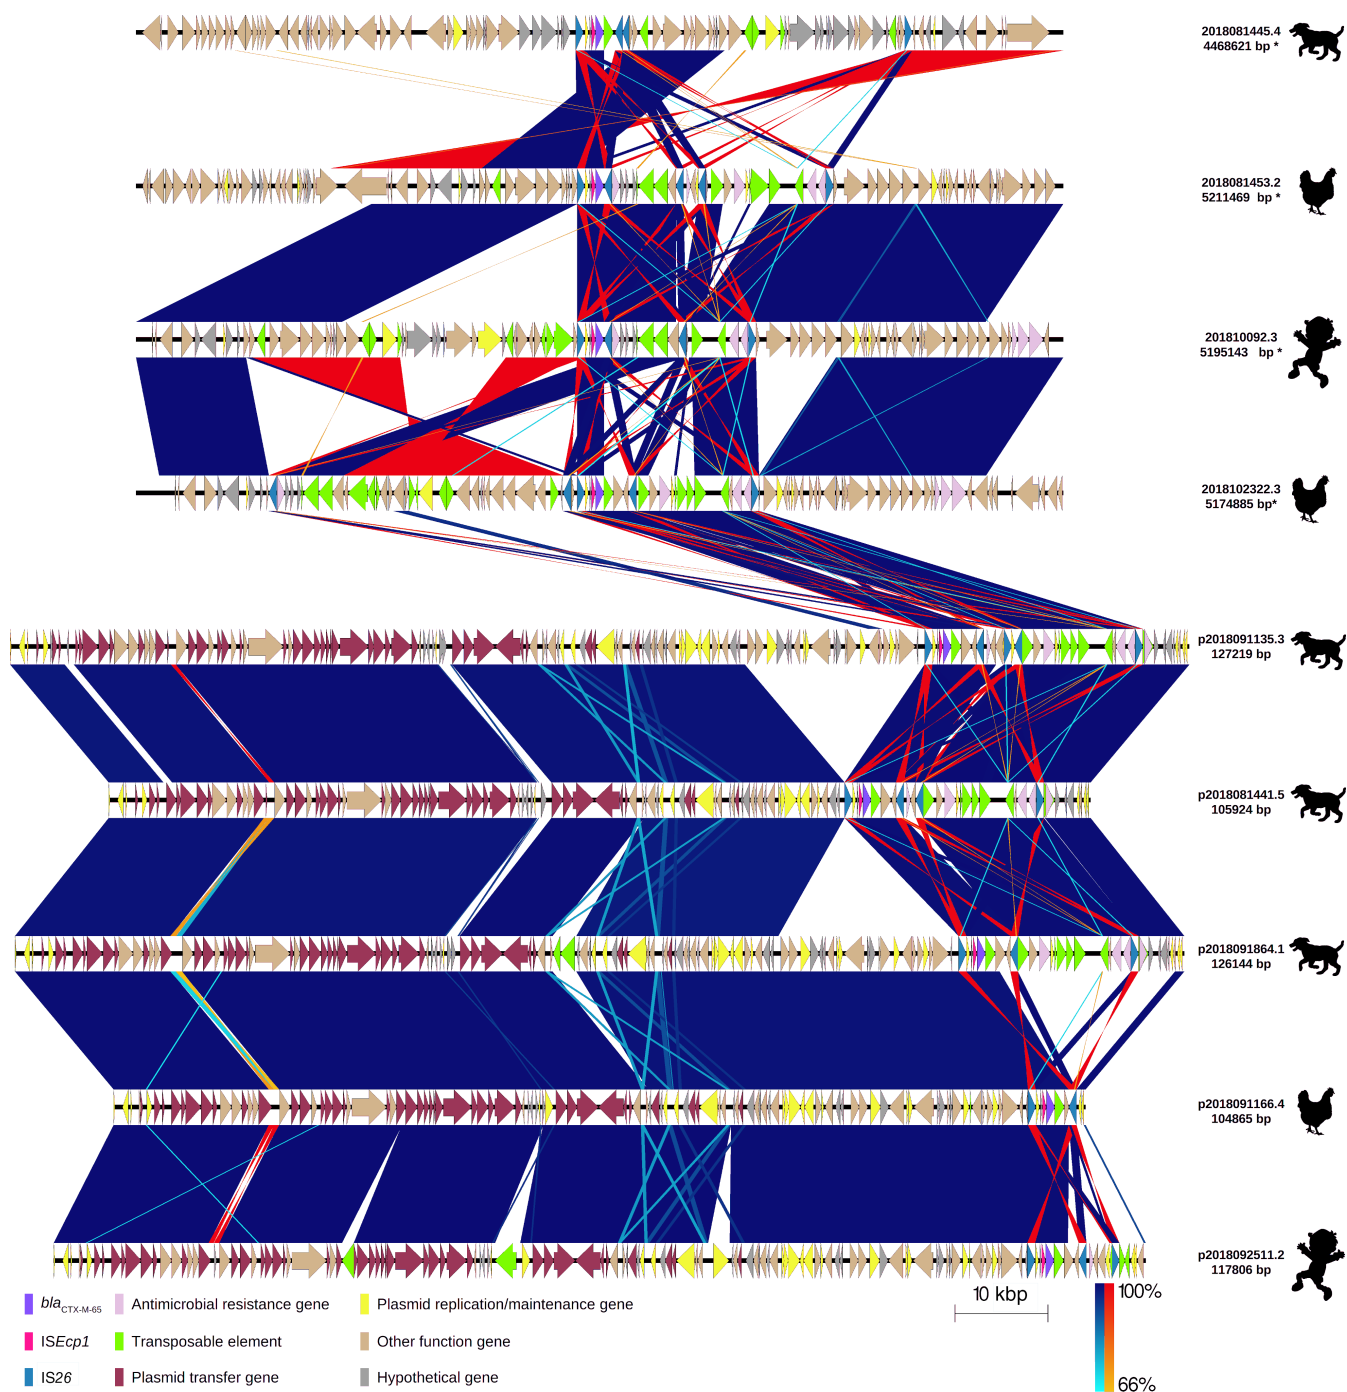 2018081445.4
4468621 bp *
2018081453.2
5211469 bp *
201810092.3
5195143 bp *
2018102322.3
5174885 bp*
p2018091135.3
127219 bp
p2018081441.5
105924 bp
p2018091864.1
126144 bp
p2018091166.4
104865 bp
p2018092511.2
117806 bp
blaCTX-M-65
Antimicrobial resistance gene
Plasmid replication/maintenance gene
ISEcp1
Transposable element
Other function gene
IS26
Plasmid transfer gene
Hypothetical gene
10 kbp
100%
66%